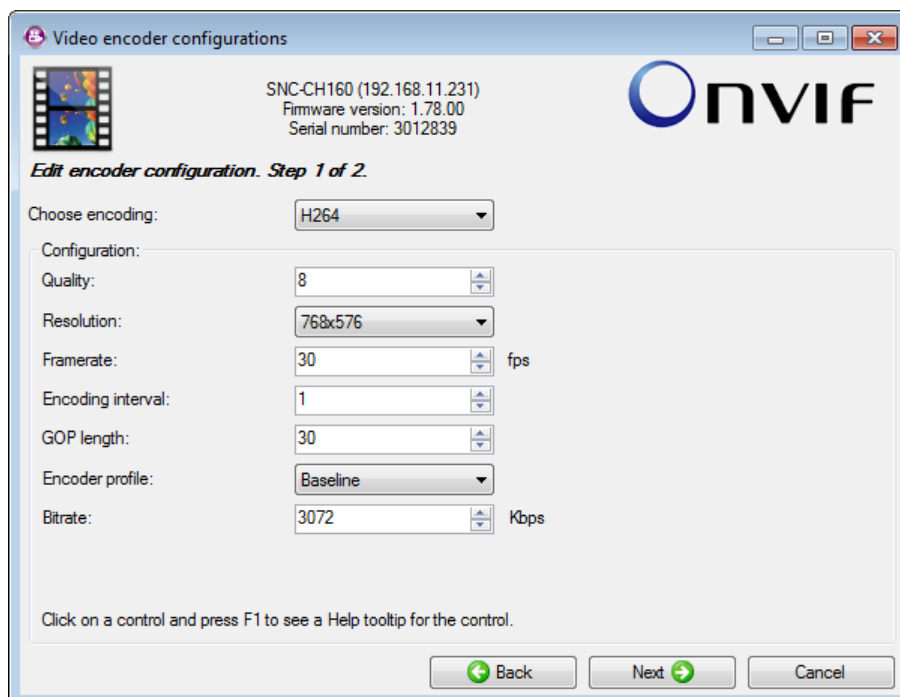 Video encoder configurations
SNC-CH160 (192.168.11.231)
Firmware version: 1.78.00
Serial number: 3012839
ONVIF
Edit encoder configuration. Step 1 of 2.
Choose encoding: H264
Configuration:
Quality: 8
Resolution: 768x576
Framerate: 30 fps
Encoding interval: 1
GOP length: 30
Encoder profile: Baseline
Bitrate: 3072 Kbps
Click on a control and press F1 to see a Help tooltip for the control.
Back Next Cancel